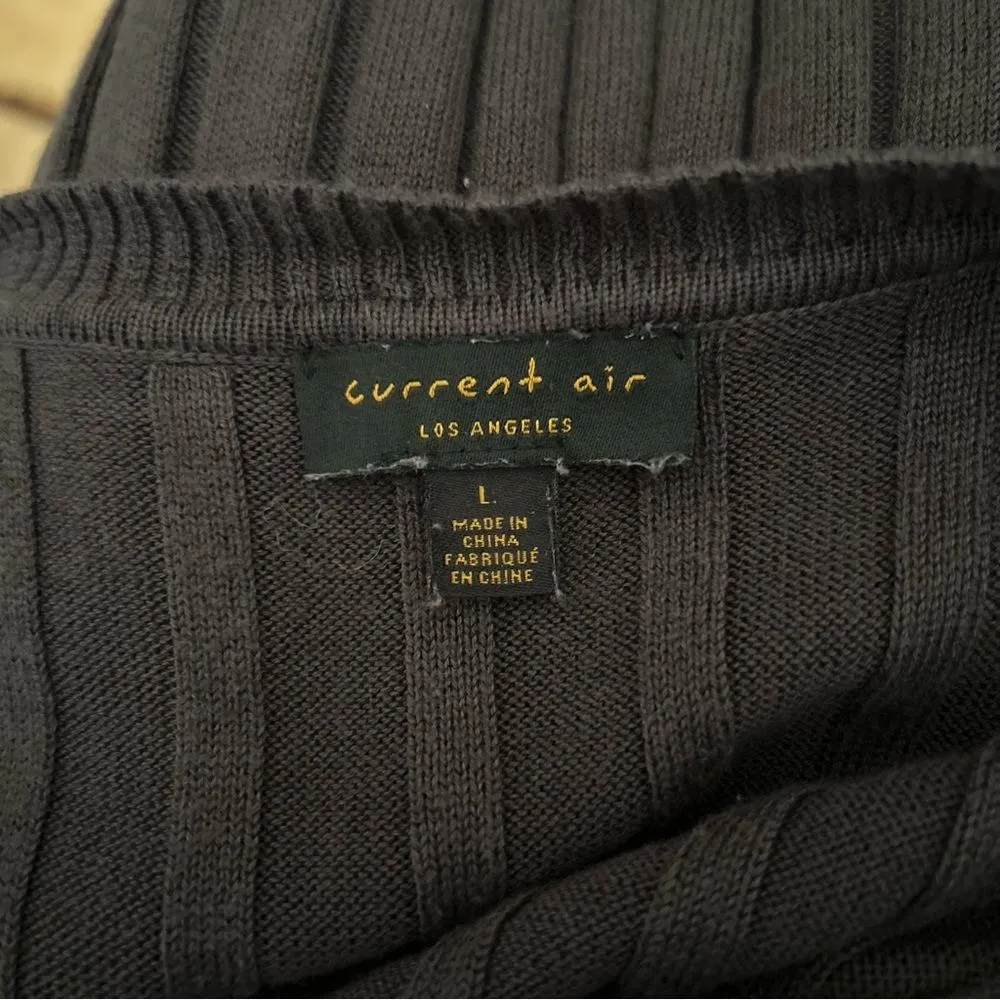 current air
LOS ANGELES
L
MADE IN
CHINA
FABRIQUÉ
EN CHINE